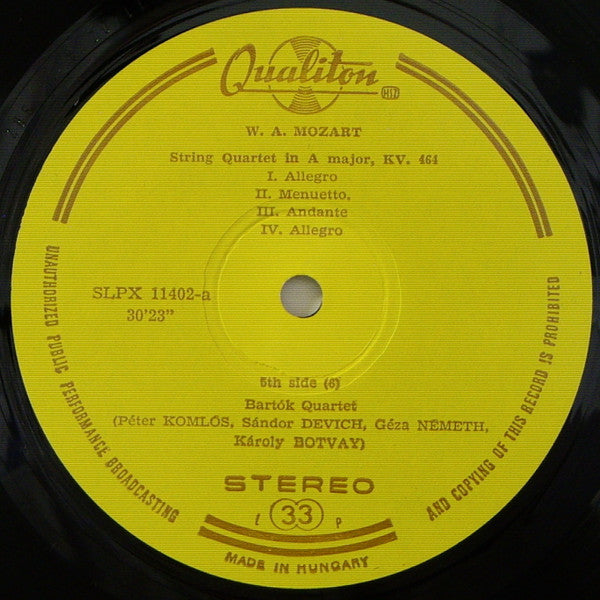 Qualiton
HSZ
W. A. MOZART
String Quartet in A major, KV. 464
I. Allegro
II. Menuetto,
III. Andante
IV. Allegro
SLPX 11402-a
30'23"
5th side (6)
Bartók Quartet
(Péter KOMLÓS, Sándor DEVICH, Géza NÉMETH,
Károly BOTVAY)
STEREO
l 33 p
MADE IN HUNGARY
UNAUTHORIZED PUBLIC PERFORMANCE BROADCASTING
AND COPYING OF THIS RECORD IS PROHIBITED